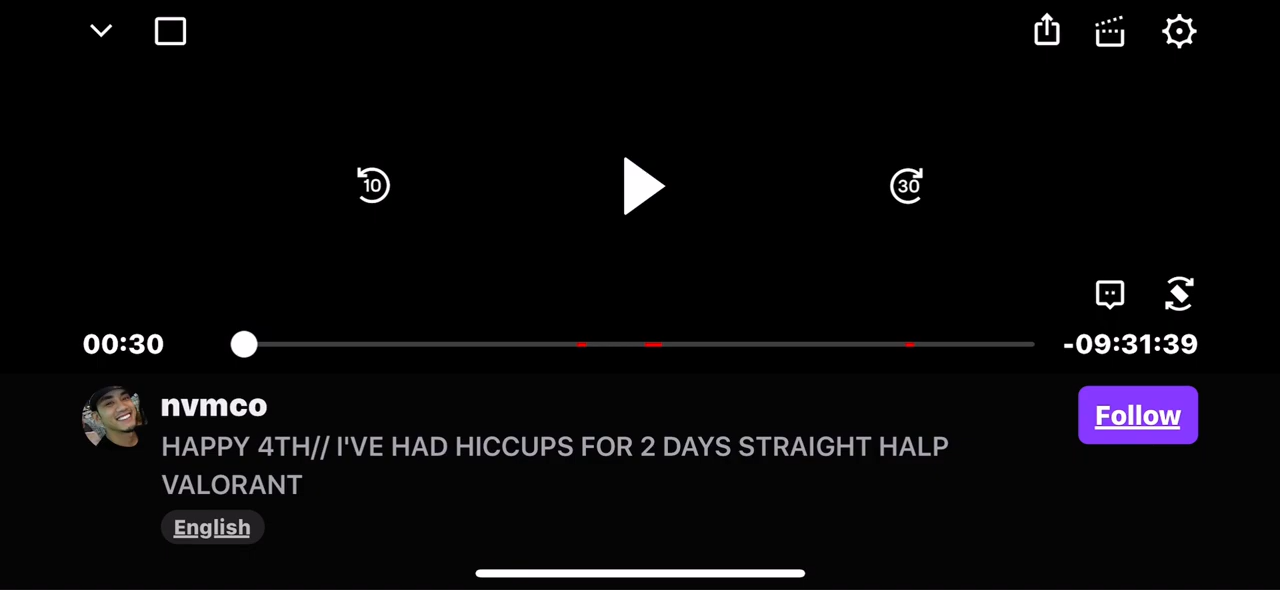 10
30
00:30
-09:31:39
nvmco
Follow
HAPPY 4TH// I'VE HAD HICCUPS FOR 2 DAYS STRAIGHT HALP
VALORANT
English